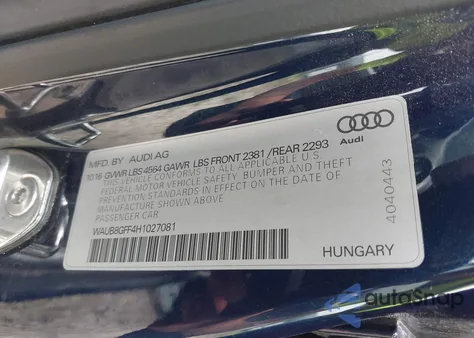 MFD. BY AUDI AG
10/16 GVWR LBS 4564 GAWR LBS FRONT 2381 / REAR 2293
THIS VEHICLE CONFORMS TO ALL APPLICABLE U.S.
FEDERAL MOTOR VEHICLE SAFETY, BUMPER AND THEFT
PREVENTION STANDARDS IN EFFECT ON THE DATE OF
MANUFACTURE SHOWN ABOVE
PASSENGER CAR
WAUB8GFF4H1027081
Audi
4040443
HUNGARY
autoSnap